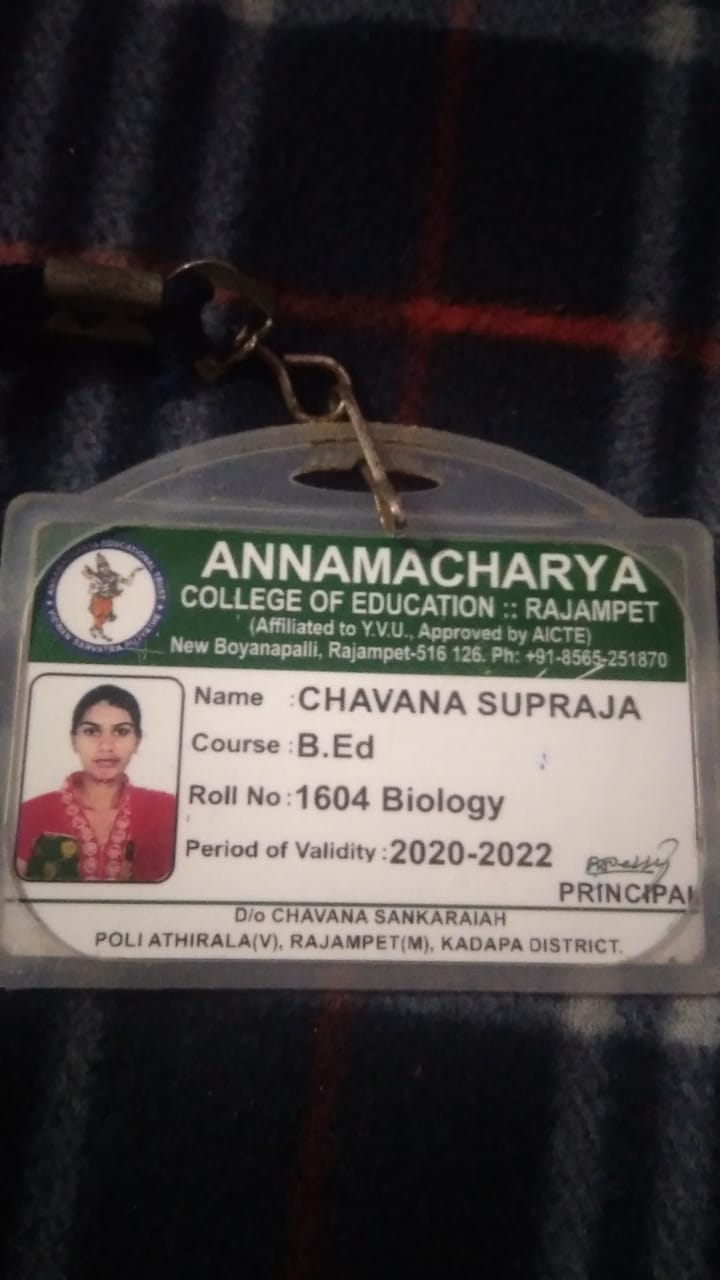 ANNAMACHARYA
COLLEGE OF EDUCATION :: RAJAMPET
(Affiliated to Y.V.U., Approved by AICTE)
New Boyanapalli, Rajampet-516 126. Ph: +91-8565-251870
Name :CHAVANA SUPRAJA
Course :B.Ed
Roll No :1604 Biology
Period of Validity :2020-2022
PRINCIPAL
D/o CHAVANA SANKARAIAH
POLI ATHIRALA(V), RAJAMPET(M), KADAPA DISTRICT.